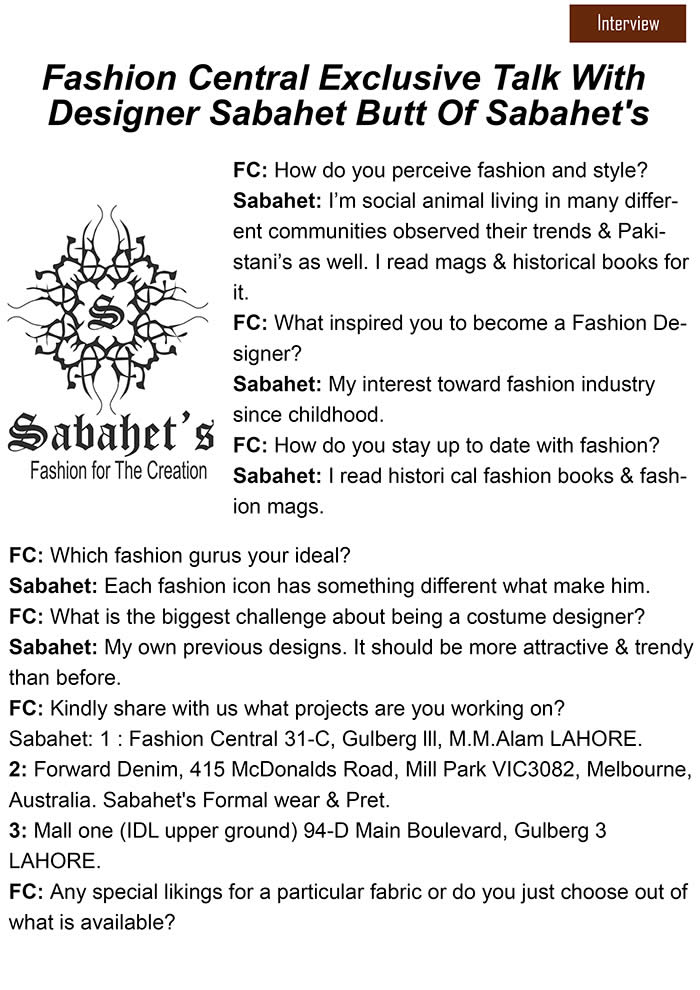 Interview
Fashion Central Exclusive Talk With
Designer Sabahet Butt Of Sabahet's
FC: How do you perceive fashion and style?
Sabahet: I’m social animal living in many differ-
ent communities observed their trends & Paki-
stani’s as well. I read mags & historical books for
it.
FC: What inspired you to become a Fashion De-
signer?
Sabahet: My interest toward fashion industry
since childhood.
FC: How do you stay up to date with fashion?
Sabahet: I read histori cal fashion books & fash-
ion mags.
S
Sabahet’s
Fashion for The Creation
FC: Which fashion gurus your ideal?
Sabahet: Each fashion icon has something different what make him.
FC: What is the biggest challenge about being a costume designer?
Sabahet: My own previous designs. It should be more attractive & trendy
than before.
FC: Kindly share with us what projects are you working on?
Sabahet: 1 : Fashion Central 31-C, Gulberg lll, M.M.Alam LAHORE.
2: Forward Denim, 415 McDonalds Road, Mill Park VIC3082, Melbourne,
Australia. Sabahet's Formal wear & Pret.
3: Mall one (IDL upper ground) 94-D Main Boulevard, Gulberg 3
LAHORE.
FC: Any special likings for a particular fabric or do you just choose out of
what is available?